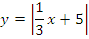 y = |1/3 x + 5|